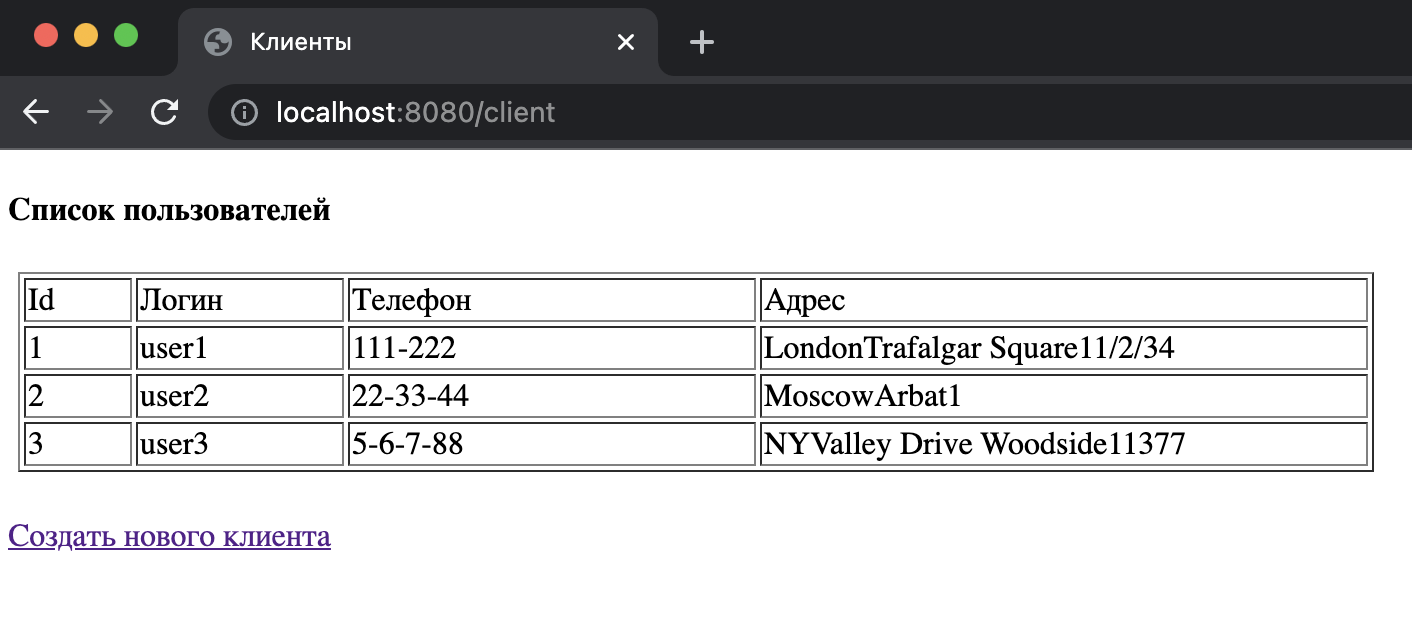 Клиенты
localhost:8080/client
Список пользователей
Id Логин Телефон Адрес
1 user1 111-222 LondonTrafalgar Square11/2/34
2 user2 22-33-44 MoscowArbat1
3 user3 5-6-7-88 NYValley Drive Woodside11377
Создать нового клиента